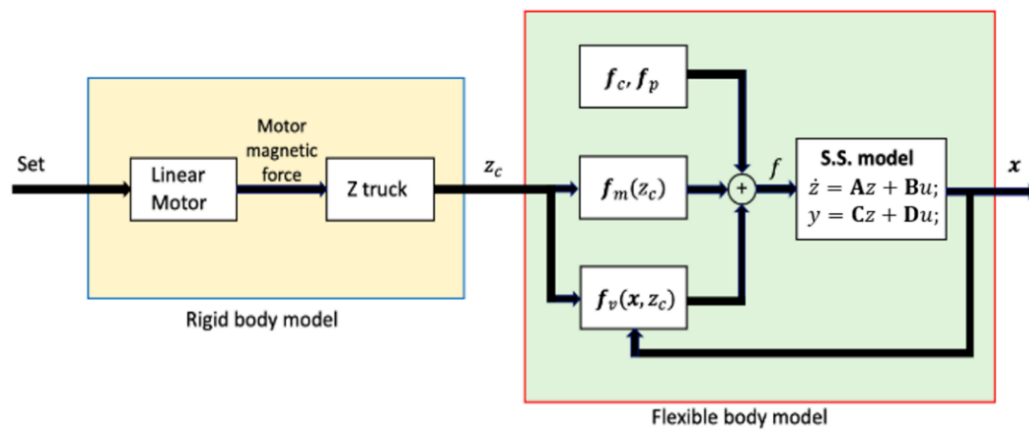 Set
Linear
Motor
Motor
magnetic
force
Z truck
Rigid body model
z_c
f_c, f_p
f_m(z_c)
f_v(x, z_c)
+
f
S.S. model
ż = Az + Bu;
y = Cz + Du;
x
Flexible body model